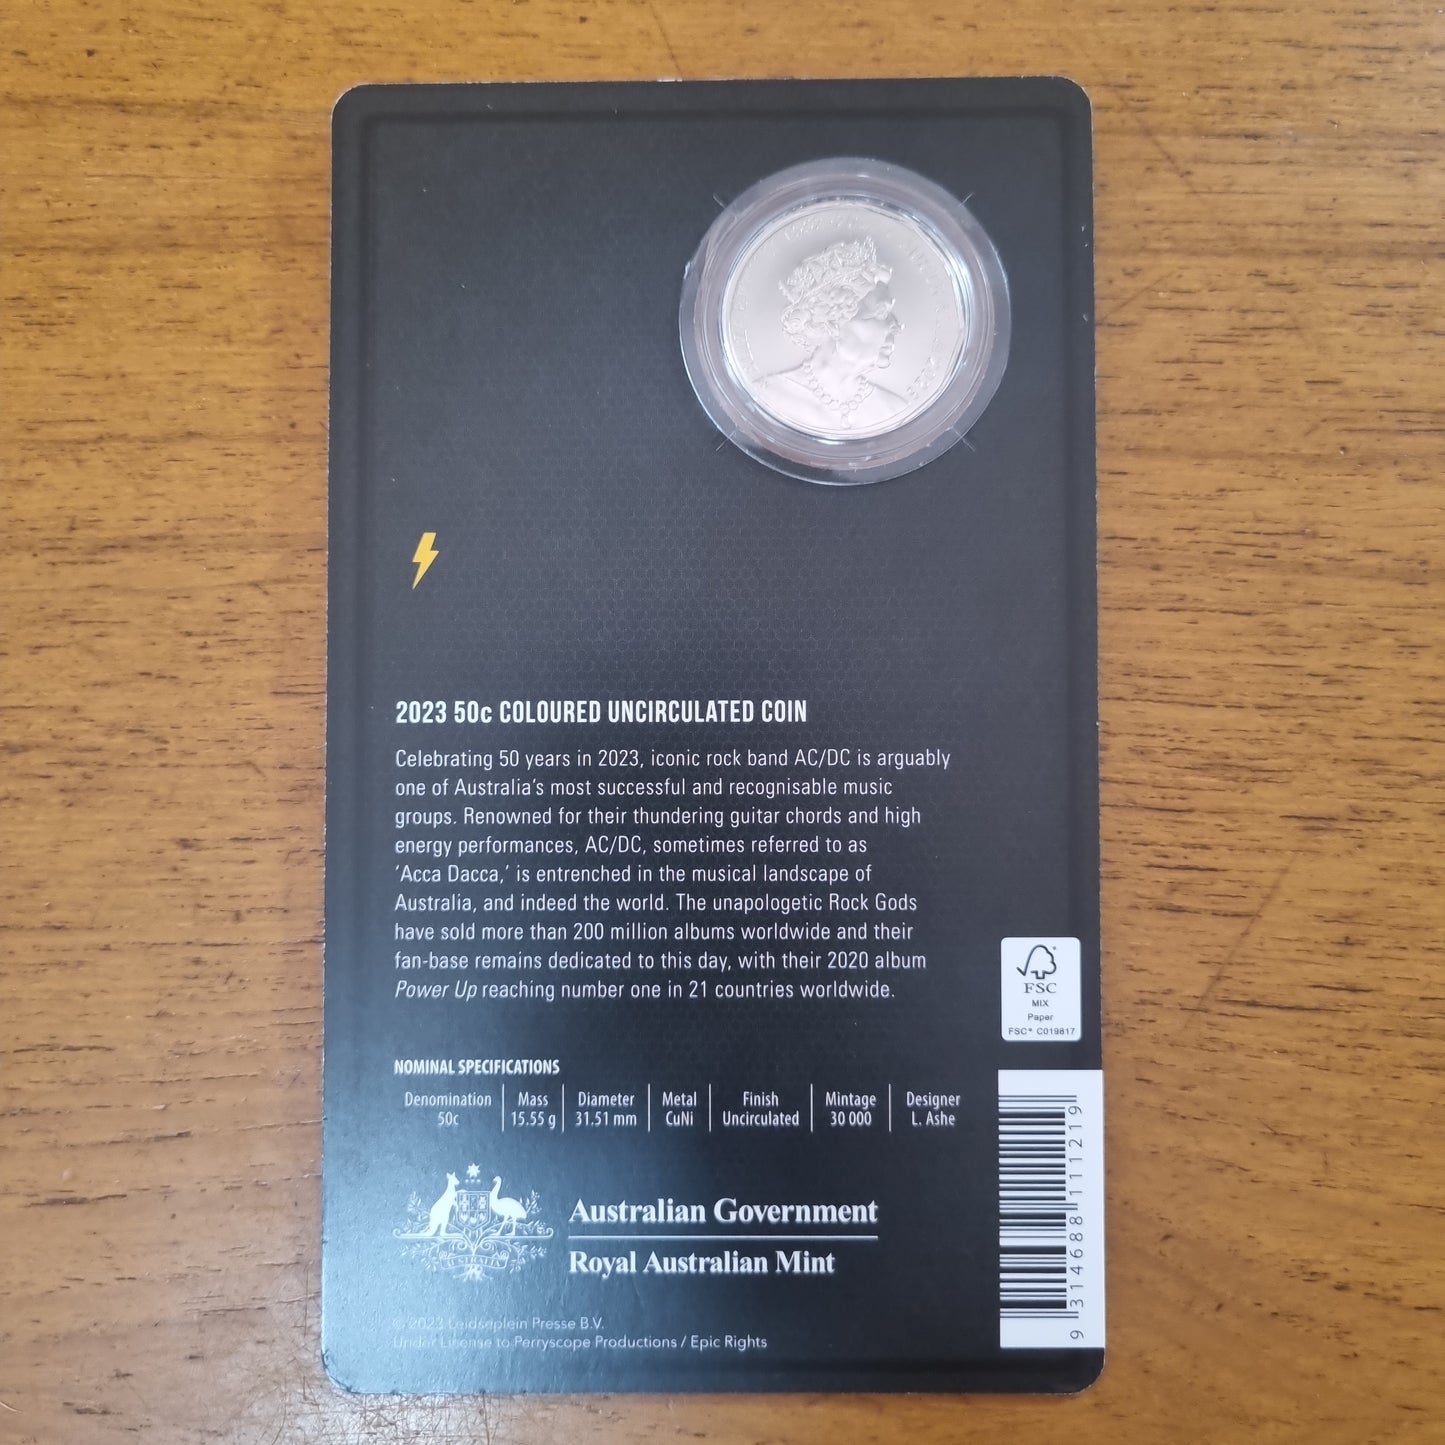 2023 50c COLOURED UNCIRCULATED COIN
Celebrating 50 years in 2023, iconic rock band AC/DC is arguably
one of Australia's most successful and recognisable music
groups. Renowned for their thundering guitar chords and high
energy performances, AC/DC, sometimes referred to as
'Acca Dacca,' is entrenched in the musical landscape of
Australia, and indeed the world. The unapologetic Rock Gods
have sold more than 200 million albums worldwide and their
fan-base remains dedicated to this day, with their 2020 album
Power Up reaching number one in 21 countries worldwide.
FSC
MIX
Paper
FSC® C019817
NOMINAL SPECIFICATIONS
Denomination Mass Diameter Metal Finish Mintage Designer
50c 15.55 g 31.51 mm CuNi Uncirculated 30 000 L. Ashe
AUSTRALIA
Australian Government
Royal Australian Mint
© 2023 Leidseplein Presse B.V.
Under License to Perryscope Productions / Epic Rights
9 314688 111219